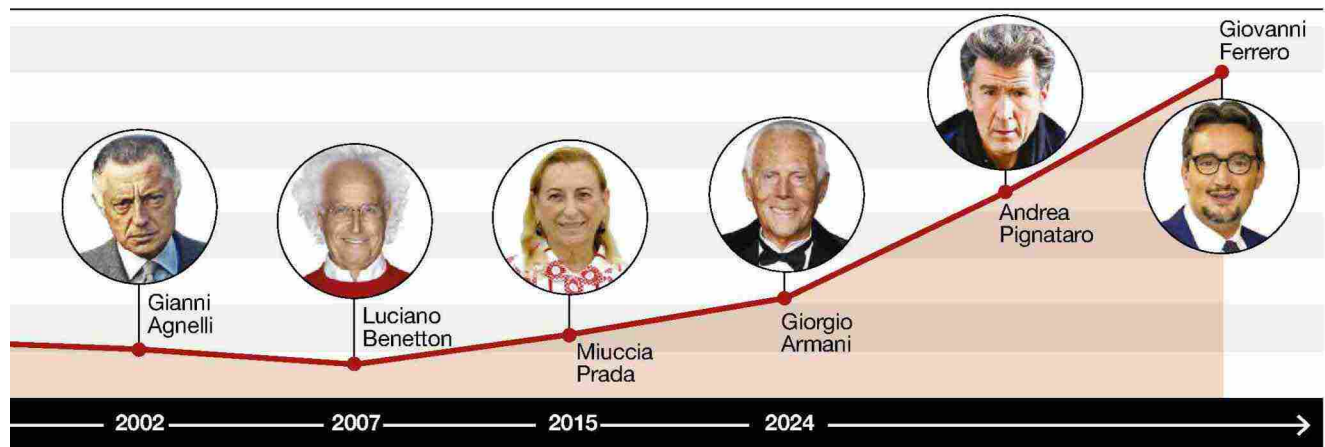 Giovanni
Ferrero
Andrea
Pignataro
Gianni
Agnelli
Luciano
Benetton
Miuccia
Prada
Giorgio
Armani
2002
2007
2015
2024